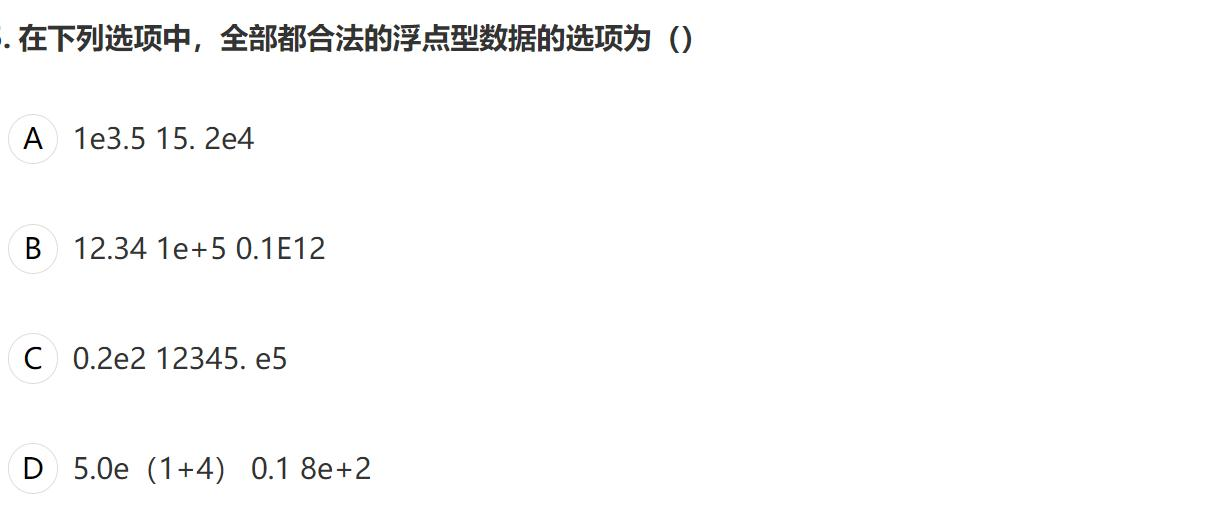 . 在下列选项中，全部都合法的浮点型数据的选项为（）
A 1e3.5 15. 2e4
B 12.34 1e+5 0.1E12
C 0.2e2 12345. e5
D 5.0e（1+4） 0.1 8e+2